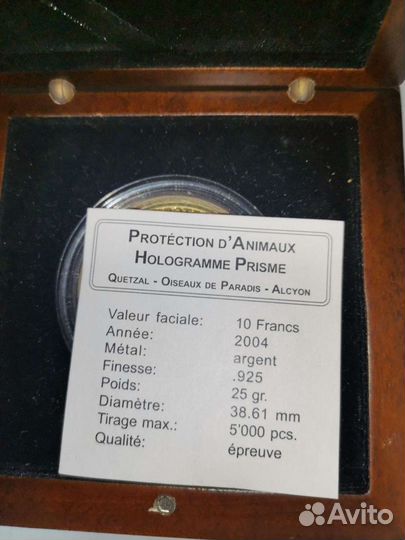 PROTÉCTION D'ANIMAUX
HOLOGRAMME PRISME
QUETZAL - OISEAUX DE PARADIS - ALCYON
Valeur faciale: 10 Francs
Année: 2004
Métal: argent
Finesse: .925
Poids: 25 gr.
Diamètre: 38.61 mm
Tirage max.: 5'000 pcs.
Qualité: épreuve
Avito